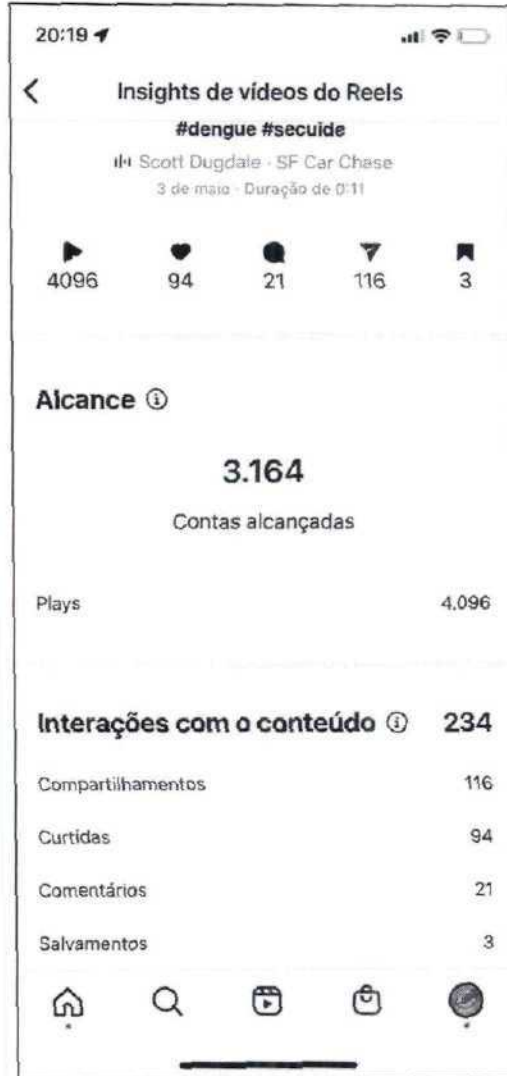 20:19
Insights de vídeos do Reels
#dengue #secuide
Scott Dugdale · SF Car Chase
3 de maio · Duração de 0:11
4096 94 21 116 3
Alcance
3.164
Contas alcançadas
Plays 4.096
Interações com o conteúdo 234
Compartilhamentos 116
Curtidas 94
Comentários 21
Salvamentos 3